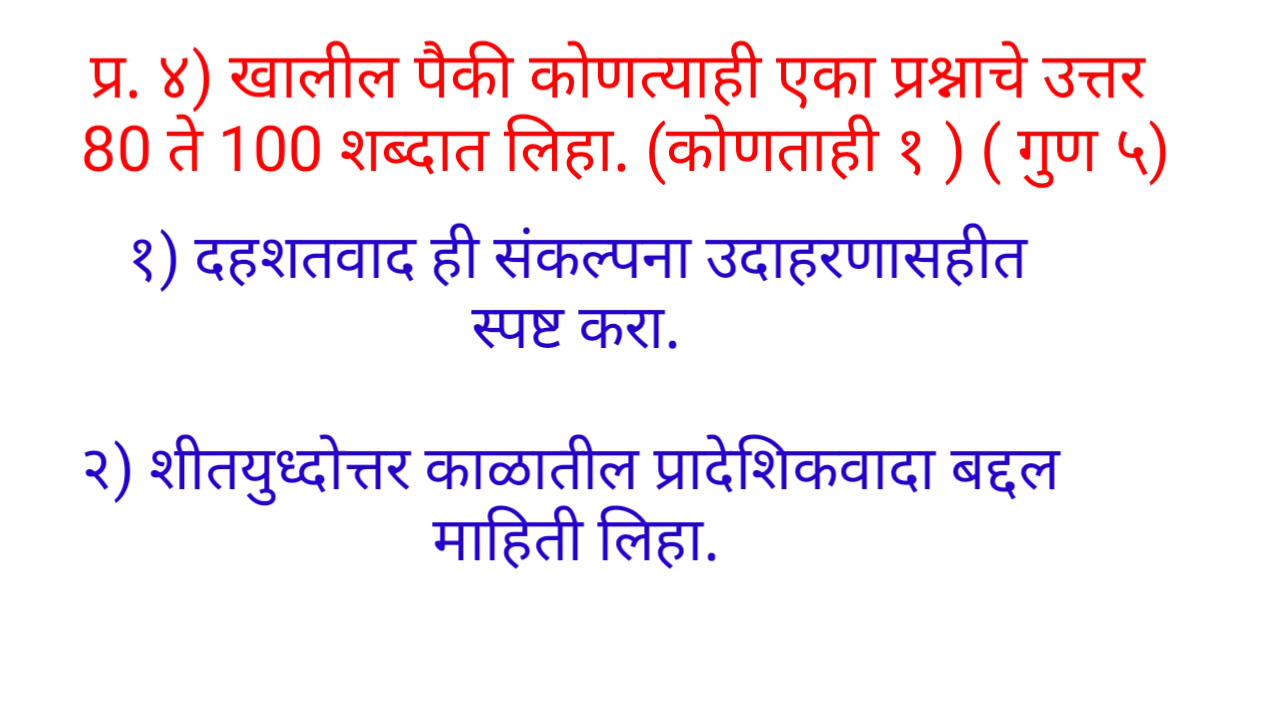 प्र. ४) खालील पैकी कोणत्याही एका प्रश्नाचे उत्तर
80 ते 100 शब्दात लिहा. (कोणताही १ ) ( गुण ५)
१) दहशतवाद ही संकल्पना उदाहरणासहीत
स्पष्ट करा.
२) शीतयुध्दोत्तर काळातील प्रादेशिकवादा बद्दल
माहिती लिहा.